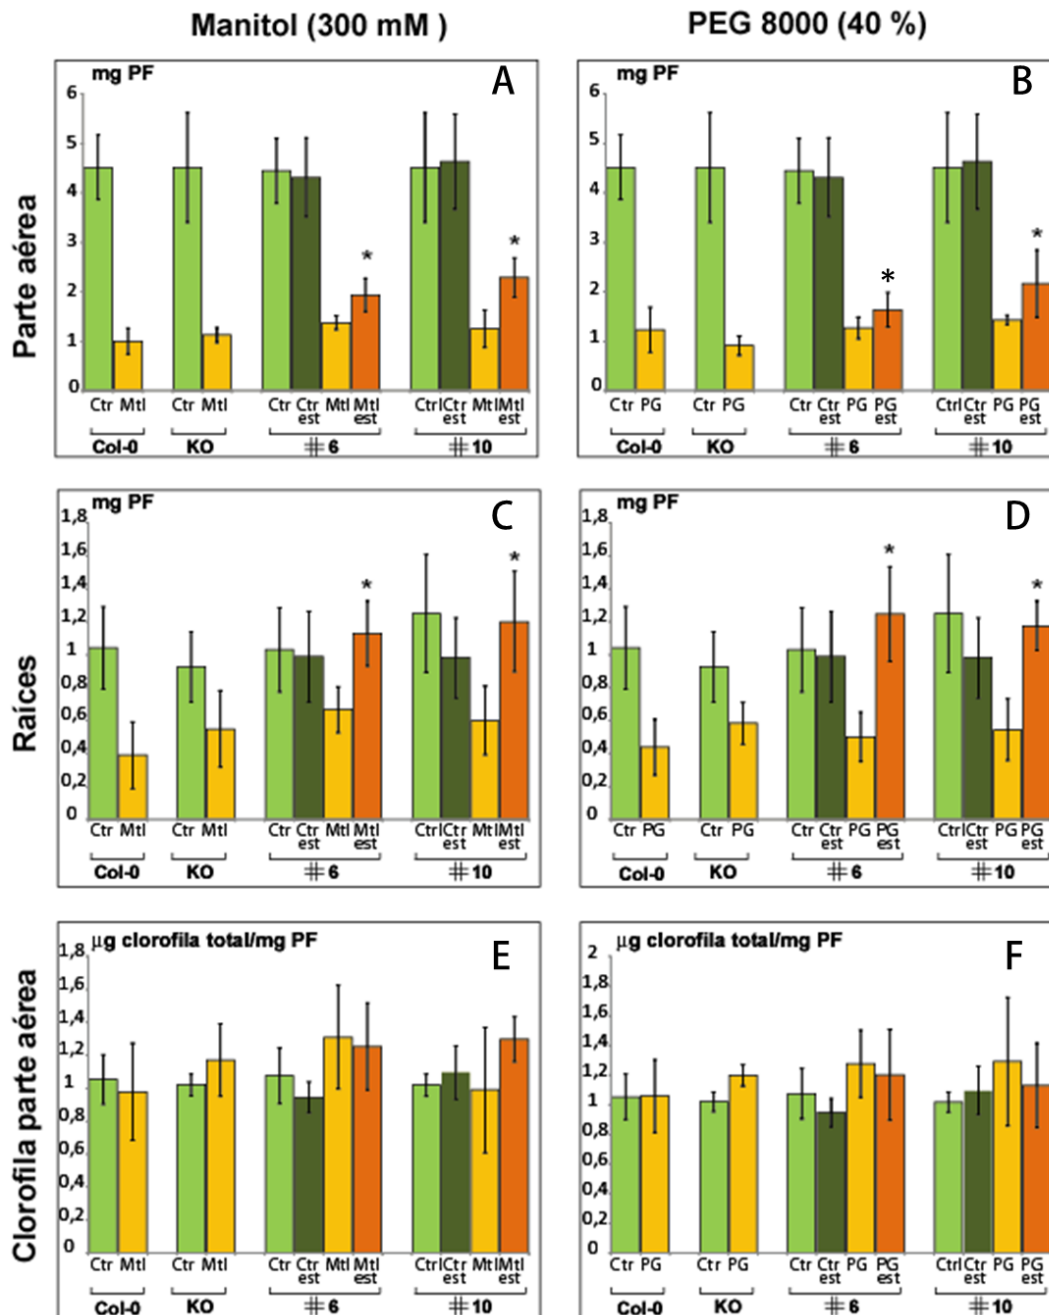 Manitol (300 mM )
PEG 8000 (40 %)
Parte aérea
mg PF
A
6
5
4
3
2
1
0
*
*
Ctr Mtl Ctr Mtl Ctr Ctr est Mtl Mtl est Ctrl Ctr est Mtl Mtl est
Col-0 KO #6 #10
mg PF
B
6
5
4
3
2
1
0
*
*
Ctr PG Ctr PG Ctr Ctr est PG PG est Ctrl Ctr est PG PG est
Col-0 KO #6 #10
Raíces
mg PF
C
1,8
1,6
1,4
1,2
1
0,8
0,6
0,4
0,2
0
*
*
Ctr Mtl Ctr Mtl Ctr Ctr est Mtl Mtl est Ctrl Ctr est Mtl Mtl est
Col-0 KO #6 #10
mg PF
D
1,8
1,6
1,4
1,2
1
0,8
0,6
0,4
0,2
0
*
*
Ctr PG Ctr PG Ctr Ctr est PG PG est Ctrl Ctr est PG PG est
Col-0 KO #6 #10
Clorofila parte aérea
µg clorofila total/mg PF
E
1,8
1,6
1,4
1,2
1
0,8
0,6
0,4
0,2
0
Ctr Mtl Ctr Mtl Ctr Ctr est Mtl Mtl est Ctrl Ctr est Mtl Mtl est
Col-0 KO #6 #10
µg clorofila total/mg PF
F
2
1,8
1,6
1,4
1,2
1
0,8
0,6
0,4
0,2
0
Ctr PG Ctr PG Ctr Ctr est PG PG est Ctrl Ctr est PG PG est
Col-0 KO #6 #10